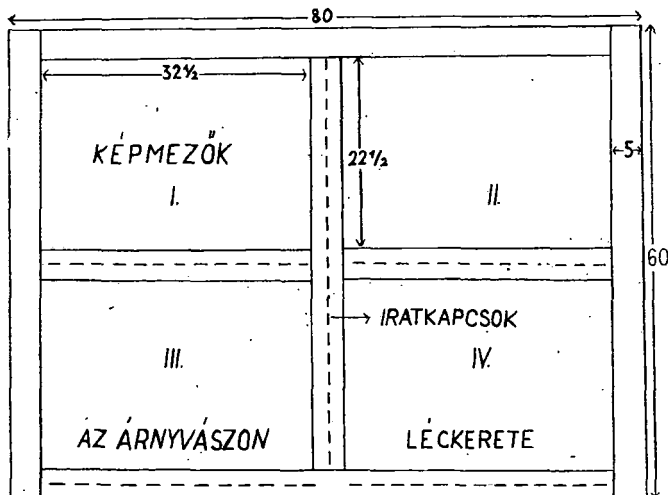 80
32½
KÉPMEZŐK
I.
22½
II.
5
60
IRATKAPCSOK
III.
IV.
AZ ÁRNYVÁSZON LÉCKERETE